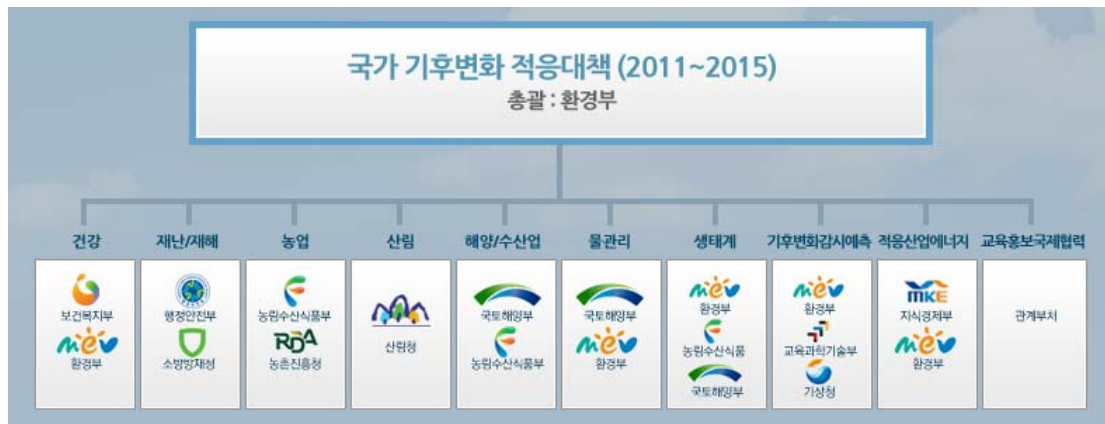 국가 기후변화 적응대책 (2011~2015)
총괄 : 환경부
건강
재난/재해
농업
산림
해양/수산업
물관리
생태계
기후변화감시예측
적응산업에너지
교육홍보국제협력
보건복지부
me
환경부
행정안전부
소방방재청
농림수산식품부
RDA
농촌진흥청
산림청
국토해양부
농림수산식품부
국토해양부
me
환경부
me
환경부
농림수산식품
국토해양부
me
환경부
교육과학기술부
기상청
MKE
지식경제부
me
환경부
관계부처